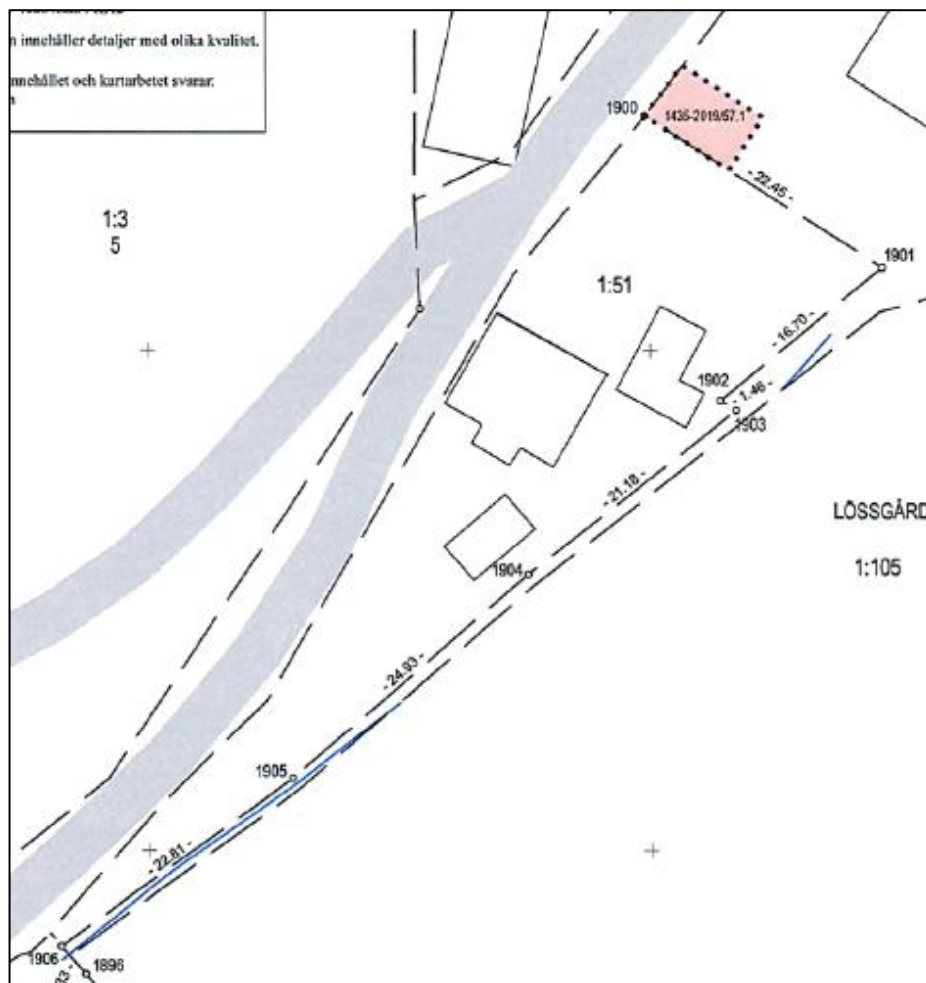 n innehåller detaljer med olika kvalitet.
innehållet och kartarbetet svarar:
n
1900
1435-2019/57.1
- 22.45 -
1:3
5
1901
1:51
- 16.70 -
1902
- 1.46 -
1903
- 21.18 -
LÖSSGÅRD
1904
1:105
- 24.93 -
1905
- 22.81 -
1906
1896